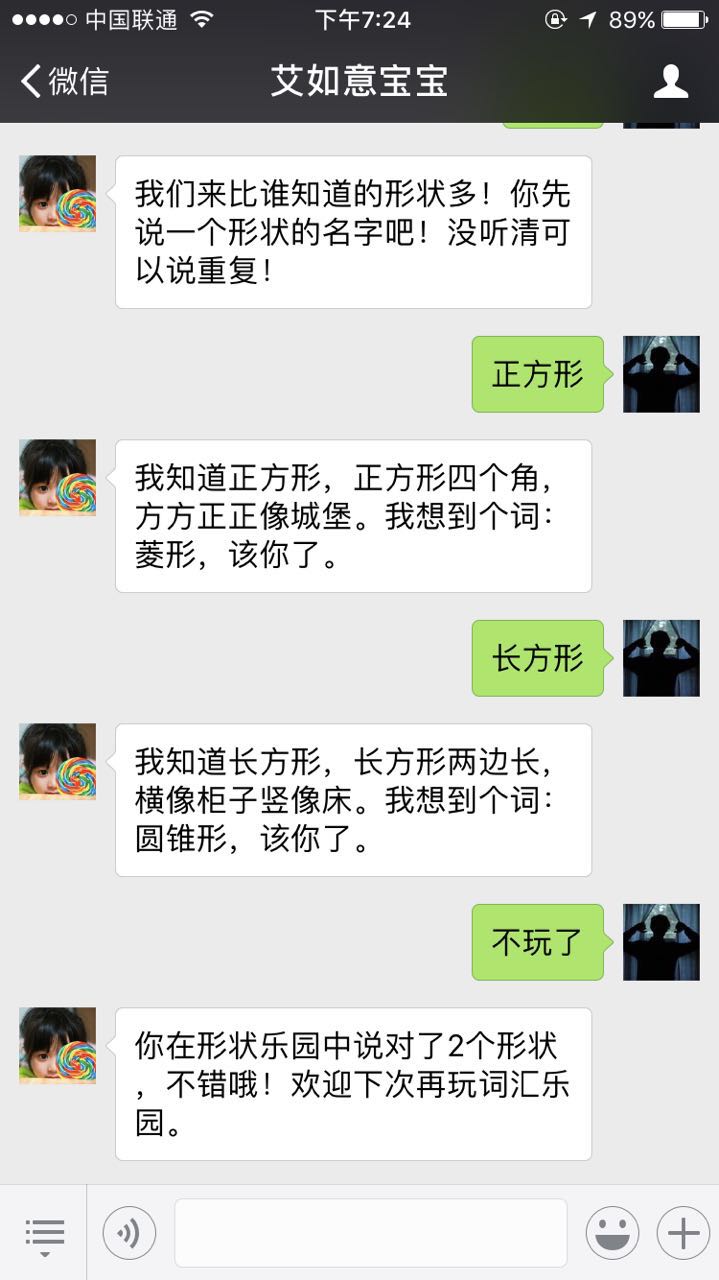 中国联通 下午7:24 89%
微信 艾如意宝宝
我们来比谁知道的形状多！你先
说一个形状的名字吧！没听清可
以说重复！
正方形
我知道正方形，正方形四个角，
方方正正像城堡。我想到个词：
菱形，该你了。
长方形
我知道长方形，长方形两边长，
横像柜子竖像床。我想到个词：
圆锥形，该你了。
不玩了
你在形状乐园中说对了2个形状
，不错哦！欢迎下次再玩词汇乐
园。